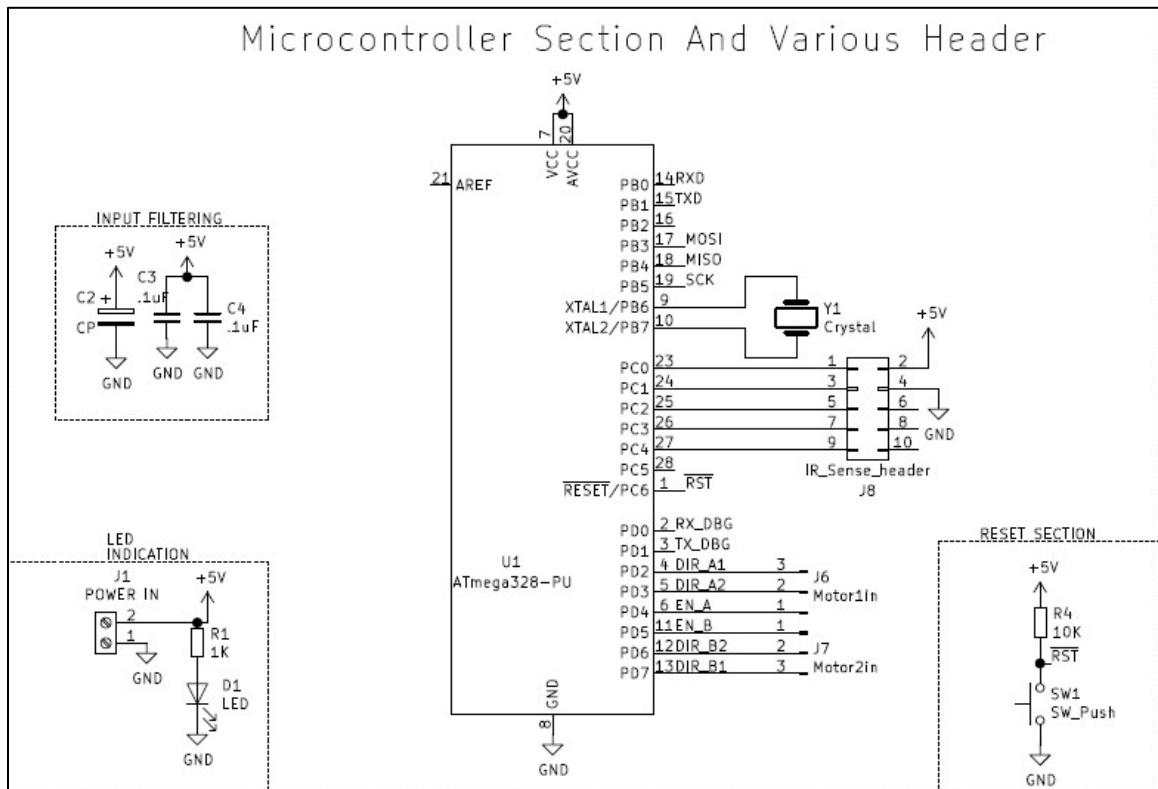 Microcontroller Section And Various Header
+5V
7
20
VCC
AVCC
21
AREF
PB0 14 RXD
PB1 15 TXD
PB2 16
PB3 17 MOSI
PB4 18 MISO
PB5 19 SCK
XTAL1/PB6 9
XTAL2/PB7 10
Y1
Crystal
PC0 23
PC1 24
PC2 25
PC3 26
PC4 27
PC5 28
RESET/PC6 1 RST
1 2
3 4
5 6
7 8
9 10
+5V
GND
IR_Sense_header
J8
PD0 2 RX_DBG
PD1 3 TX_DBG
PD2 4 DIR_A1 3
PD3 5 DIR_A2 2
PD4 6 EN_A 1
PD5 11 EN_B 1
PD6 12 DIR_B2 2
PD7 13 DIR_B1 3
J6
Motor1in
J7
Motor2in
U1
ATmega328-PU
GND
8
GND
INPUT FILTERING
+5V
+5V
C2
+
CP
C3
.1uF
C4
.1uF
GND
GND
GND
LED
INDICATION
J1
POWER IN
2
1
+5V
R1
1K
GND
D1
LED
GND
RESET SECTION
+5V
R4
10K
RST
SW1
SW_Push
GND